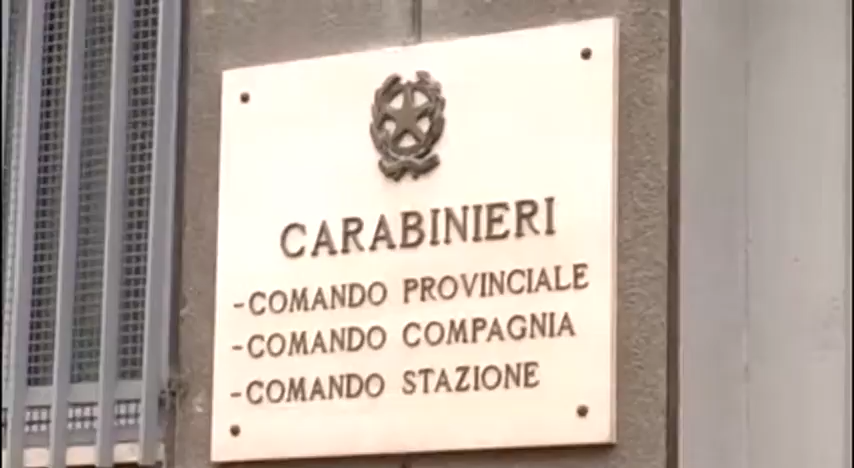 CARABINIERI
-COMANDO PROVINCIALE
-COMANDO COMPAGNIA
-COMANDO STAZIONE